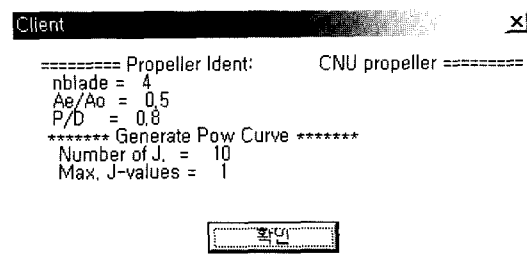 Client
========= Propeller Ident: CNU propeller =========
nblade = 4
Ae/Ao = 0.5
P/D = 0.8
******* Generate Pow Curve *******
Number of J. = 10
Max. J-values = 1
확인